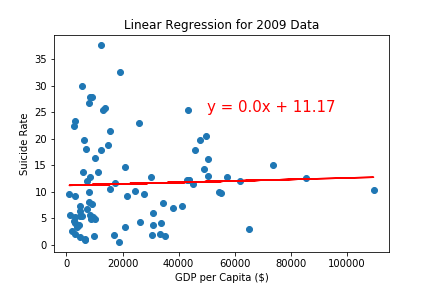 Linear Regression for 2009 Data
35
30
25
20
15
10
5
0
Suicide Rate
y = 0.0x + 11.17
0 20000 40000 60000 80000 100000
GDP per Capita ($)